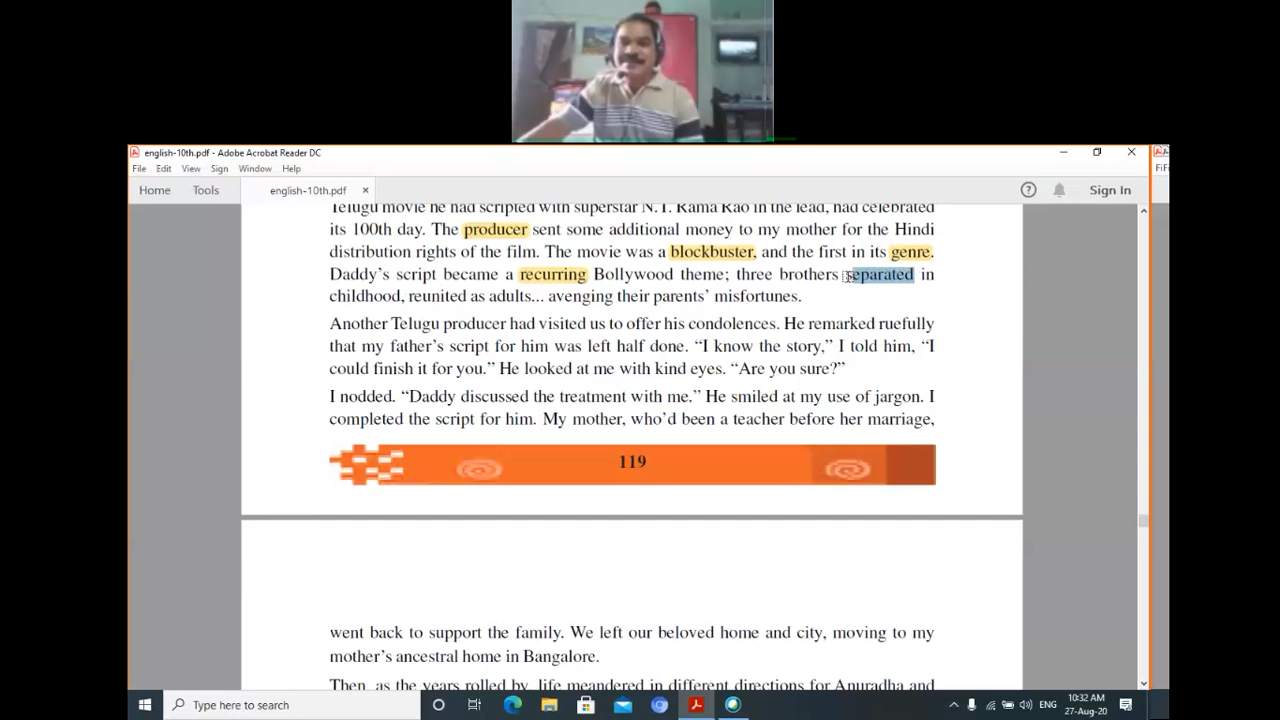 english-10th.pdf - Adobe Acrobat Reader DC
File Edit View Sign Window Help
Home Tools english-10th.pdf × Sign In
FiFi
Telugu movie he had scripted with superstar N.T. Rama Rao in the lead, had celebrated
its 100th day. The producer sent some additional money to my mother for the Hindi
distribution rights of the film. The movie was a blockbuster, and the first in its genre.
Daddy's script became a recurring Bollywood theme; three brothers separated in
childhood, reunited as adults... avenging their parents' misfortunes.
Another Telugu producer had visited us to offer his condolences. He remarked ruefully
that my father's script for him was left half done. “I know the story,” I told him, “I
could finish it for you.” He looked at me with kind eyes. “Are you sure?”
I nodded. “Daddy discussed the treatment with me.” He smiled at my use of jargon. I
completed the script for him. My mother, who'd been a teacher before her marriage,
119
went back to support the family. We left our beloved home and city, moving to my
mother's ancestral home in Bangalore.
Then, as the years rolled by, life meandered in different directions for Anuradha and
Type here to search
ENG
10:32 AM
27-Aug-20